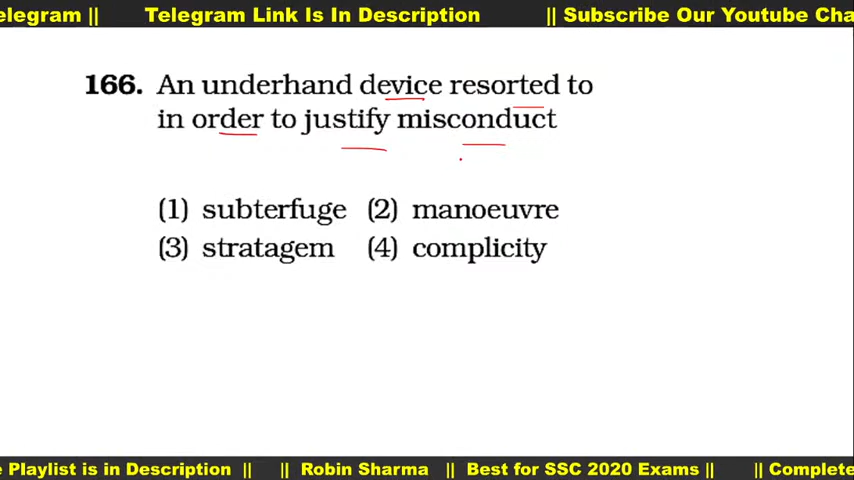 elegram || Telegram Link Is In Description || Subscribe Our Youtube Cha
166. An underhand device resorted to
in order to justify misconduct
(1) subterfuge (2) manoeuvre
(3) stratagem (4) complicity
e Playlist is in Description || || Robin Sharma || Best for SSC 2020 Exams || || Complete